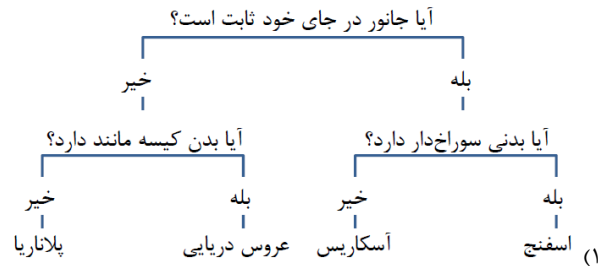 آیا جانور در جای خود ثابت است؟
بله خیر
آیا بدنی سوراخ‌دار دارد؟ آیا بدن کیسه مانند دارد؟
بله خیر بله خیر
۱) اسفنج آسکاریس عروس دریایی پلاناریا